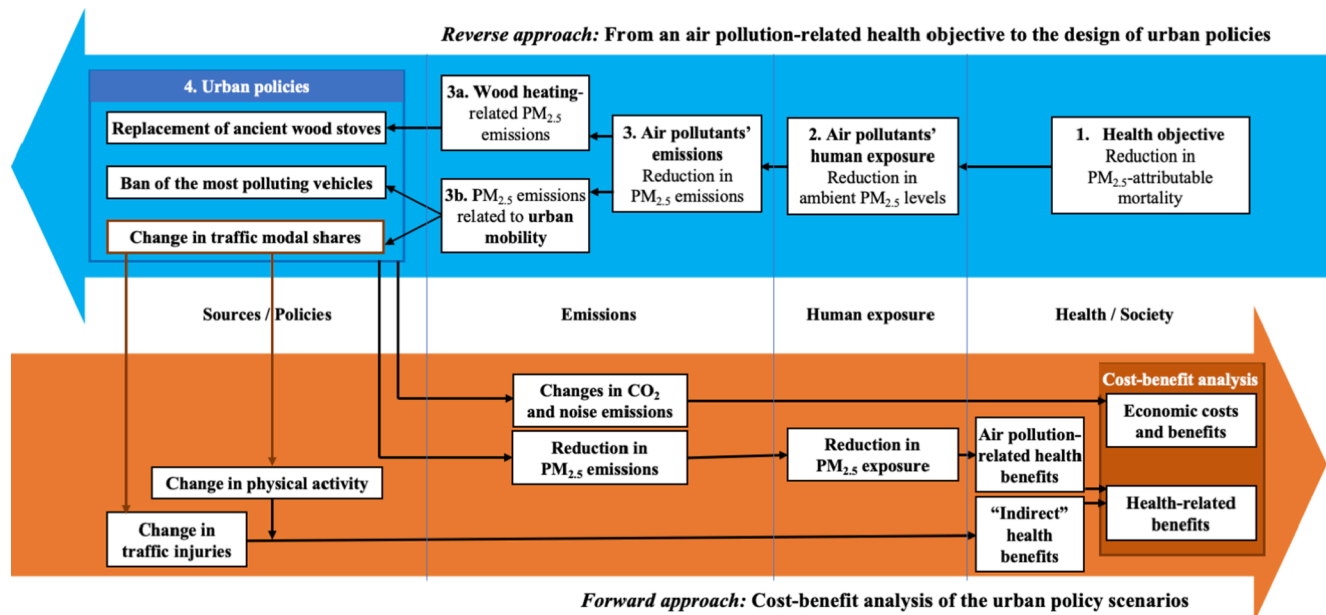 Reverse approach: From an air pollution-related health objective to the design of urban policies
4. Urban policies
Replacement of ancient wood stoves
Ban of the most polluting vehicles
Change in traffic modal shares
3a. Wood heating-
related PM2.5
emissions
3b. PM2.5 emissions
related to urban
mobility
3. Air pollutants'
emissions
Reduction in
PM2.5 emissions
2. Air pollutants'
human exposure
Reduction in
ambient PM2.5 levels
1. Health objective
Reduction in
PM2.5-attributable
mortality
Sources / Policies
Emissions
Human exposure
Health / Society
Changes in CO2
and noise emissions
Reduction in
PM2.5 emissions
Change in physical activity
Change in
traffic injuries
Reduction in
PM2.5 exposure
Air pollution-
related health
benefits
“Indirect”
health
benefits
Cost-benefit analysis
Economic costs
and benefits
Health-related
benefits
Forward approach: Cost-benefit analysis of the urban policy scenarios